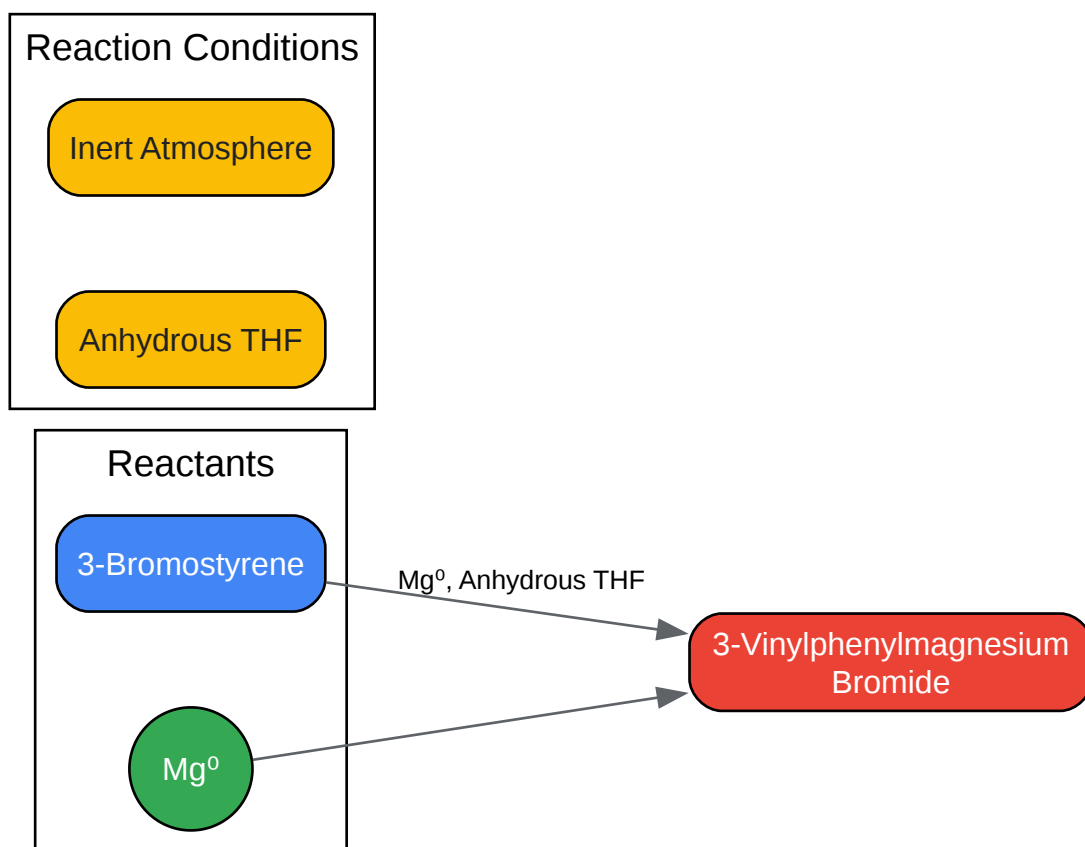 Reaction Conditions
Inert Atmosphere
Anhydrous THF
Reactants
3-Bromostyrene
Mg⁰, Anhydrous THF
3-Vinylphenylmagnesium
Bromide
Mg⁰